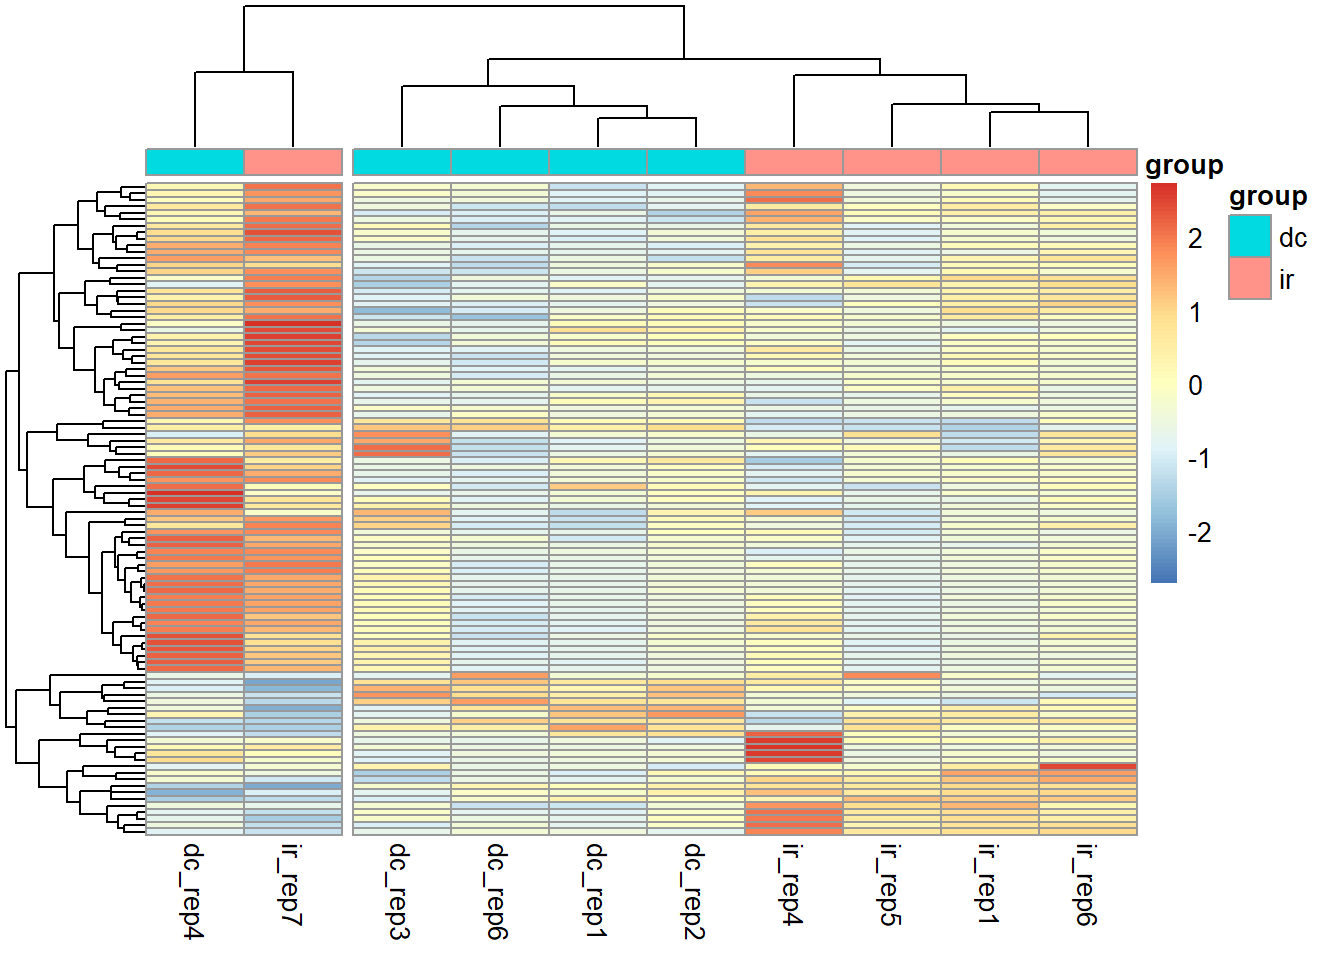 group
2
1
0
-1
-2
group
dc
ir
dc_rep4
ir_rep7
dc_rep3
dc_rep6
dc_rep1
dc_rep2
ir_rep4
ir_rep5
ir_rep1
ir_rep6